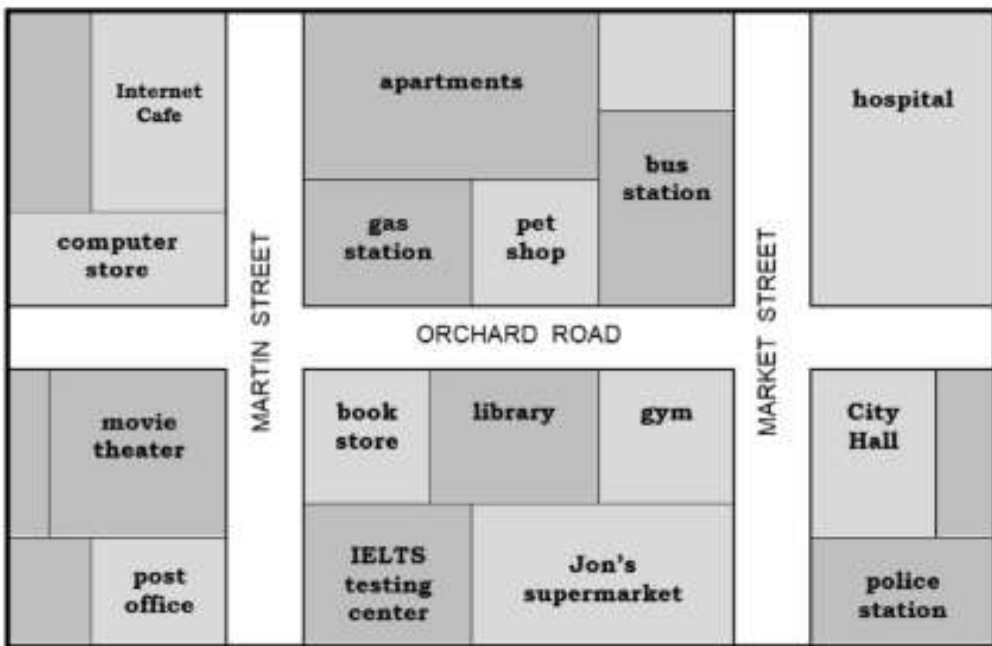 Internet
Cafe
apartments
hospital
bus
station
gas
station
pet
shop
computer
store
MARTIN STREET
ORCHARD ROAD
MARKET STREET
movie
theater
book
store
library
gym
City
Hall
post
office
IELTS
testing
center
Jon's
supermarket
police
station